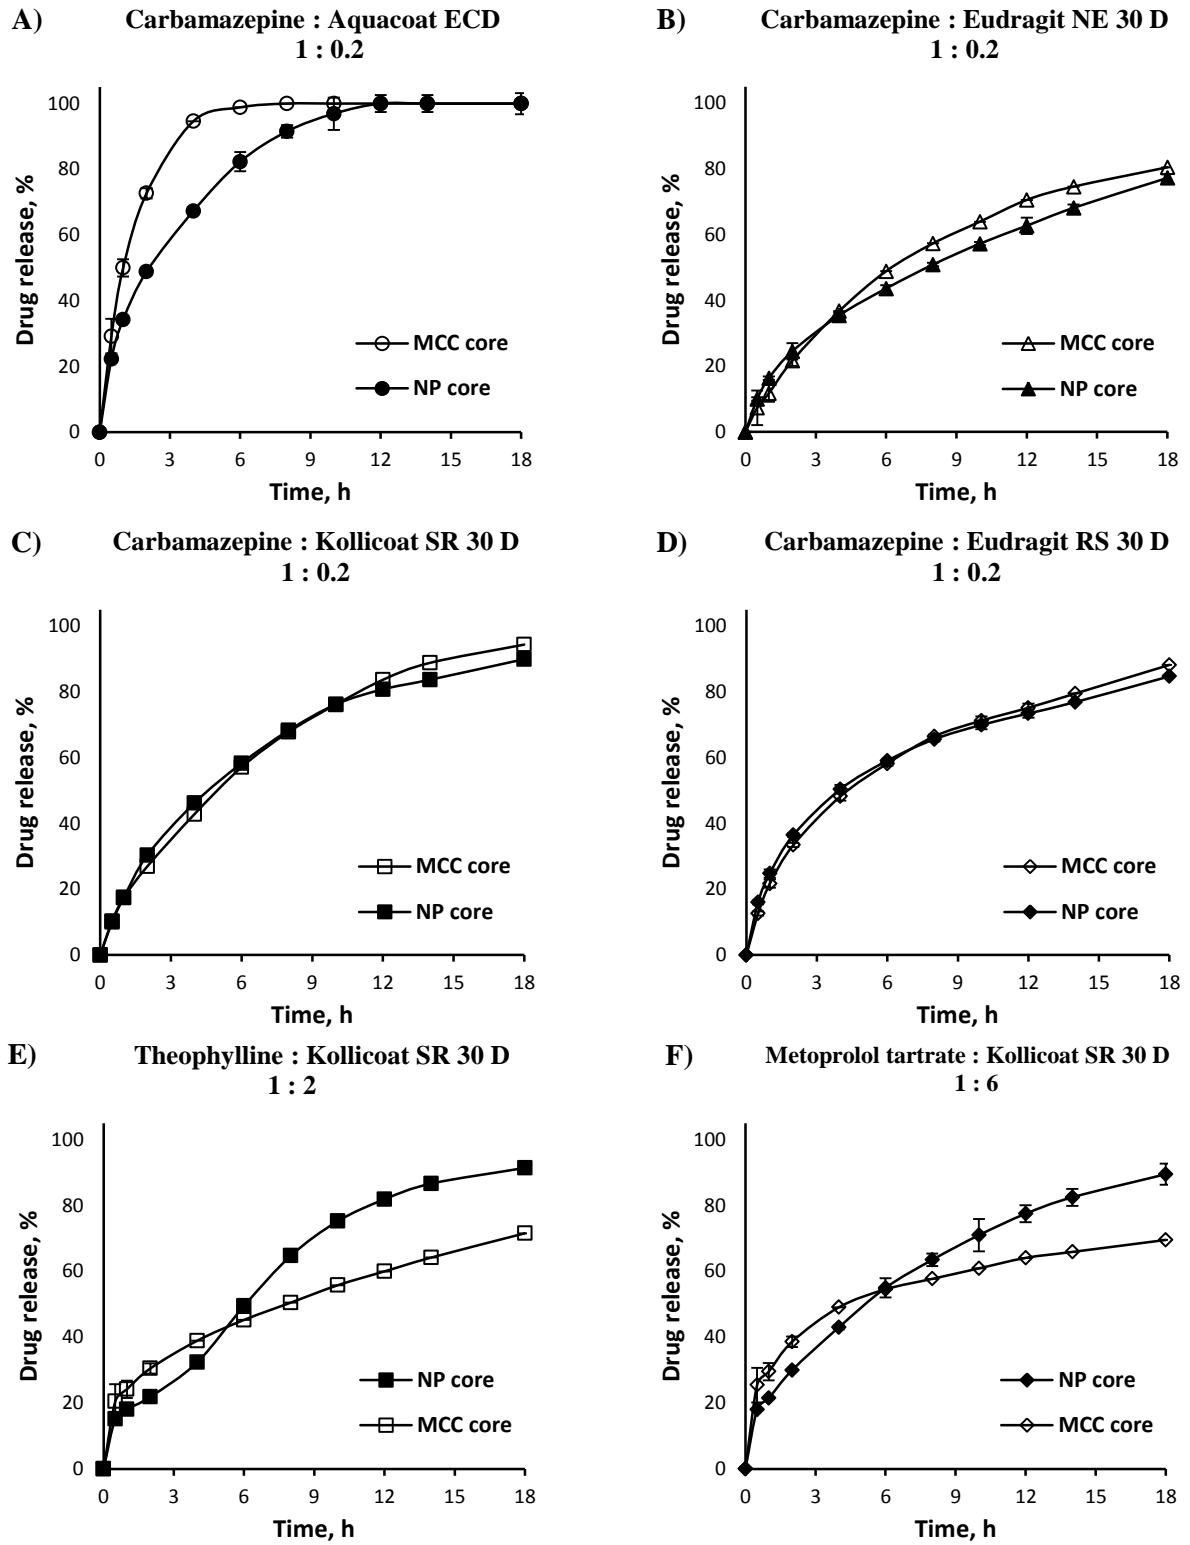 A)
Carbamazepine : Aquacoat ECD
1 : 0.2
Drug release, %
100
80
60
40
20
0
MCC core
NP core
0 3 6 9 12 15 18
Time, h
B)
Carbamazepine : Eudragit NE 30 D
1 : 0.2
Drug release, %
100
80
60
40
20
0
MCC core
NP core
0 3 6 9 12 15 18
Time, h
C)
Carbamazepine : Kollicoat SR 30 D
1 : 0.2
Drug release, %
100
80
60
40
20
0
MCC core
NP core
0 3 6 9 12 15 18
Time, h
D)
Carbamazepine : Eudragit RS 30 D
1 : 0.2
Drug release, %
100
80
60
40
20
0
MCC core
NP core
0 3 6 9 12 15 18
Time, h
E)
Theophylline : Kollicoat SR 30 D
1 : 2
Drug release, %
100
80
60
40
20
0
NP core
MCC core
0 3 6 9 12 15 18
Time, h
F)
Metoprolol tartrate : Kollicoat SR 30 D
1 : 6
Drug release, %
100
80
60
40
20
0
NP core
MCC core
0 3 6 9 12 15 18
Time, h